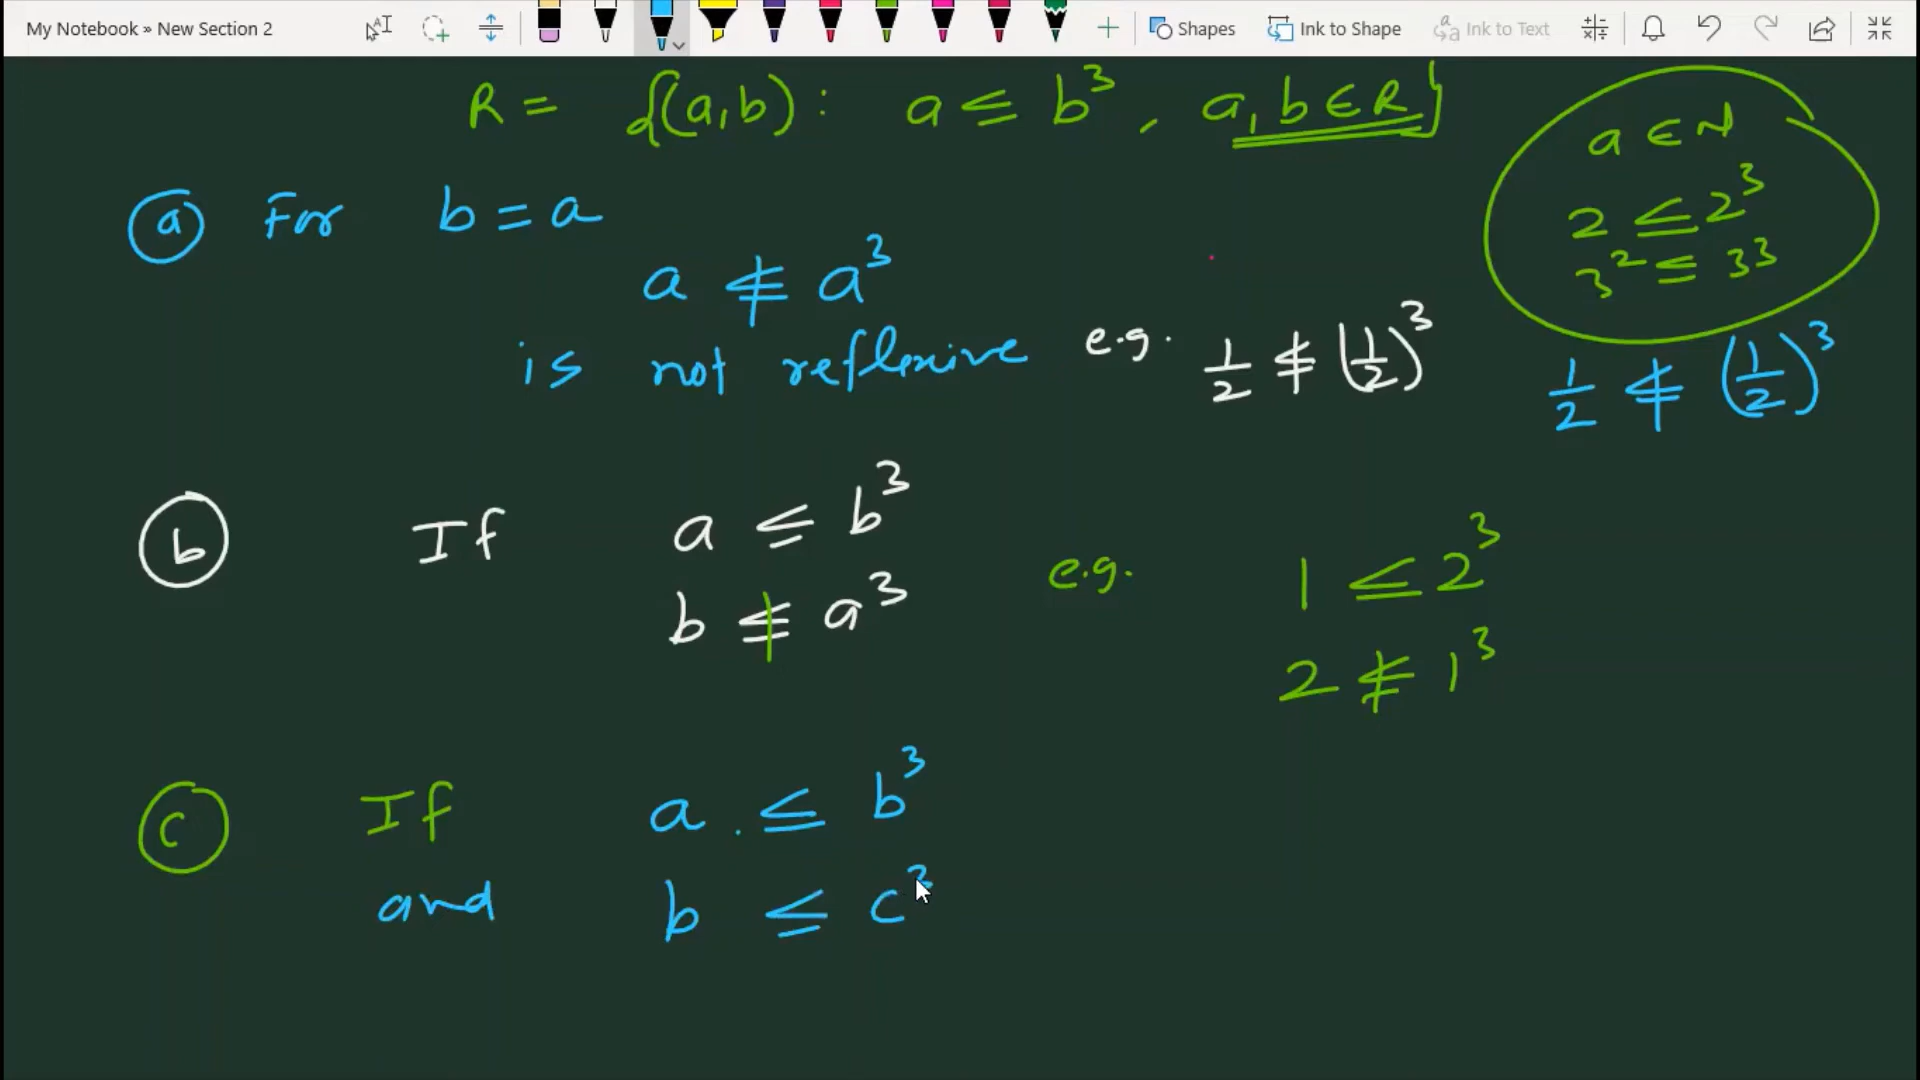 My Notebook » New Section 2
Shapes Ink to Shape Ink to Text
R = {(a,b) : a ≤ b³, a, b ∈ R}
a ∈ N
2 ≤ 2³
3² ≤ 3³
(a) For b = a
a ≰ a³
is not reflexive e.g. 1/2 ≰ (1/2)³
1/2 ≰ (1/2)³
(b) If a ≤ b³
b ≰ a³
e.g. 1 ≤ 2³
2 ≰ 1³
(c) If a . ≤ b³
and b ≤ c³